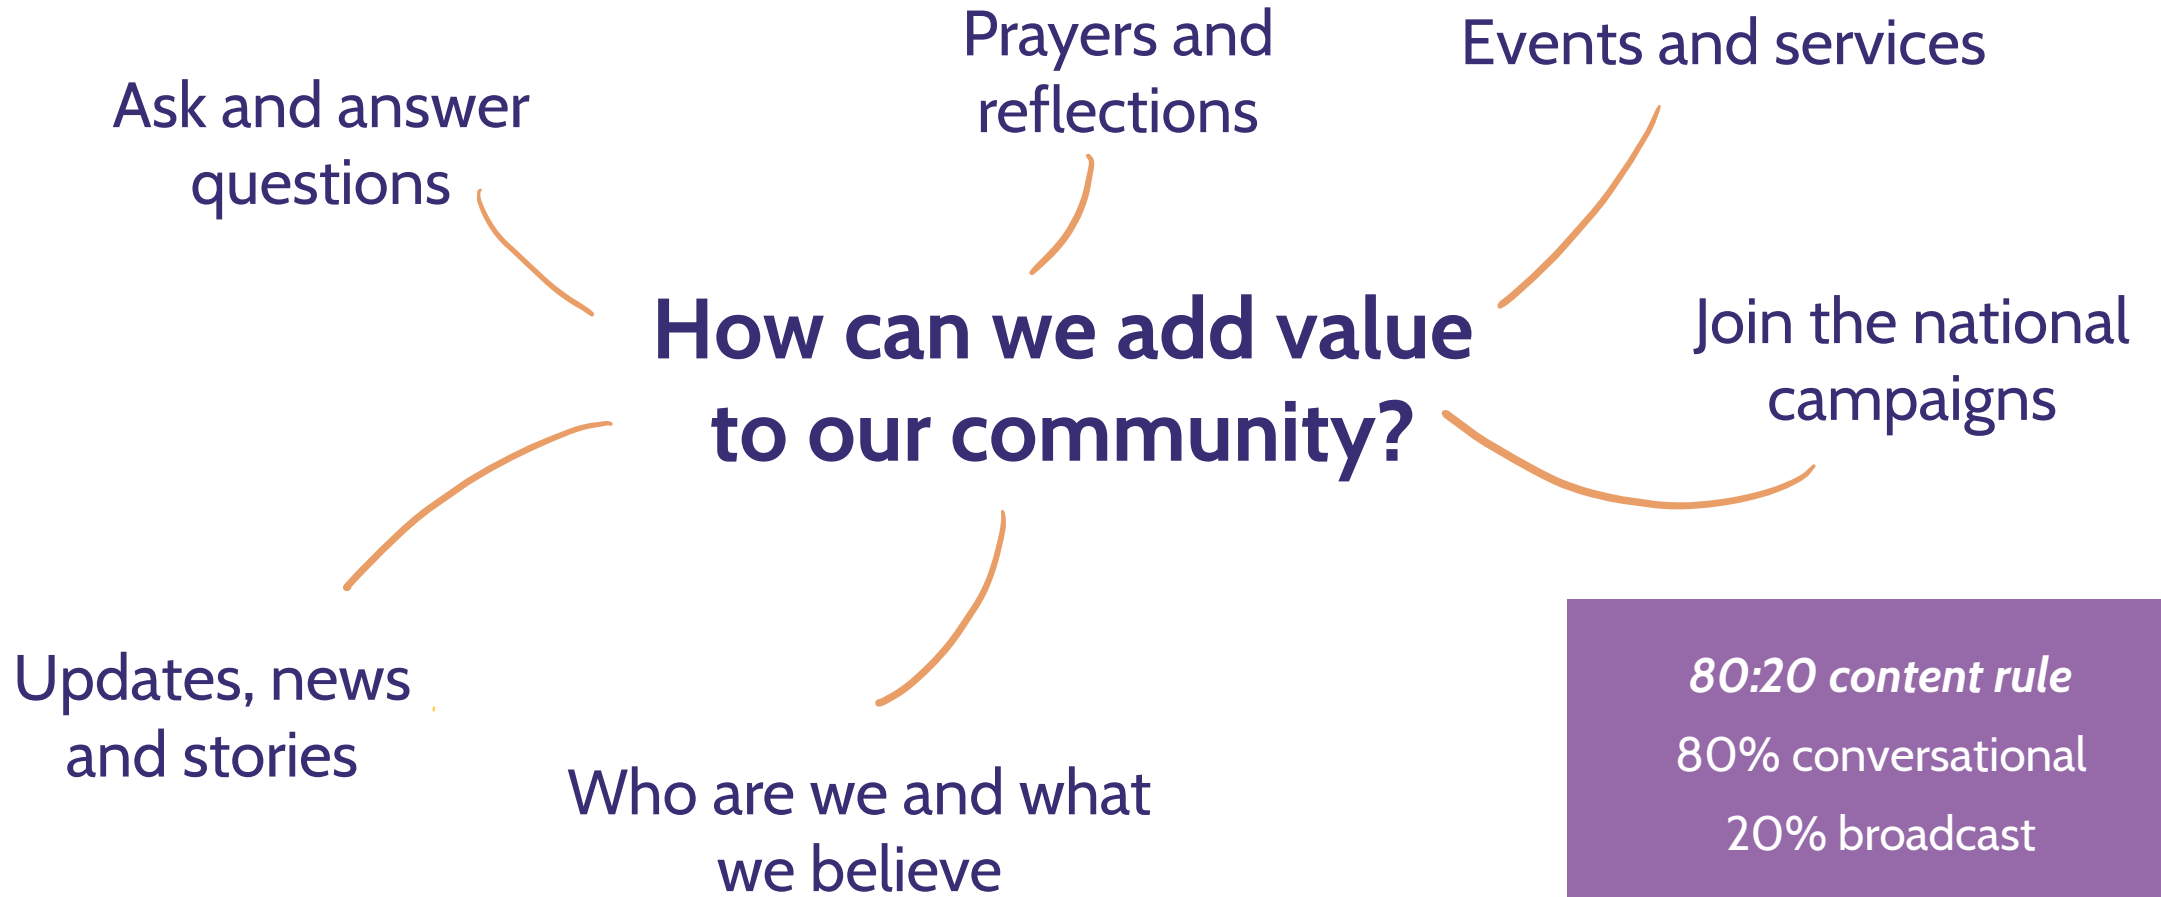 Prayers and
reflections
Events and services
Ask and answer
questions
How can we add value
to our community?
Join the national
campaigns
Updates, news
and stories
Who are we and what
we believe
80:20 content rule
80% conversational
20% broadcast